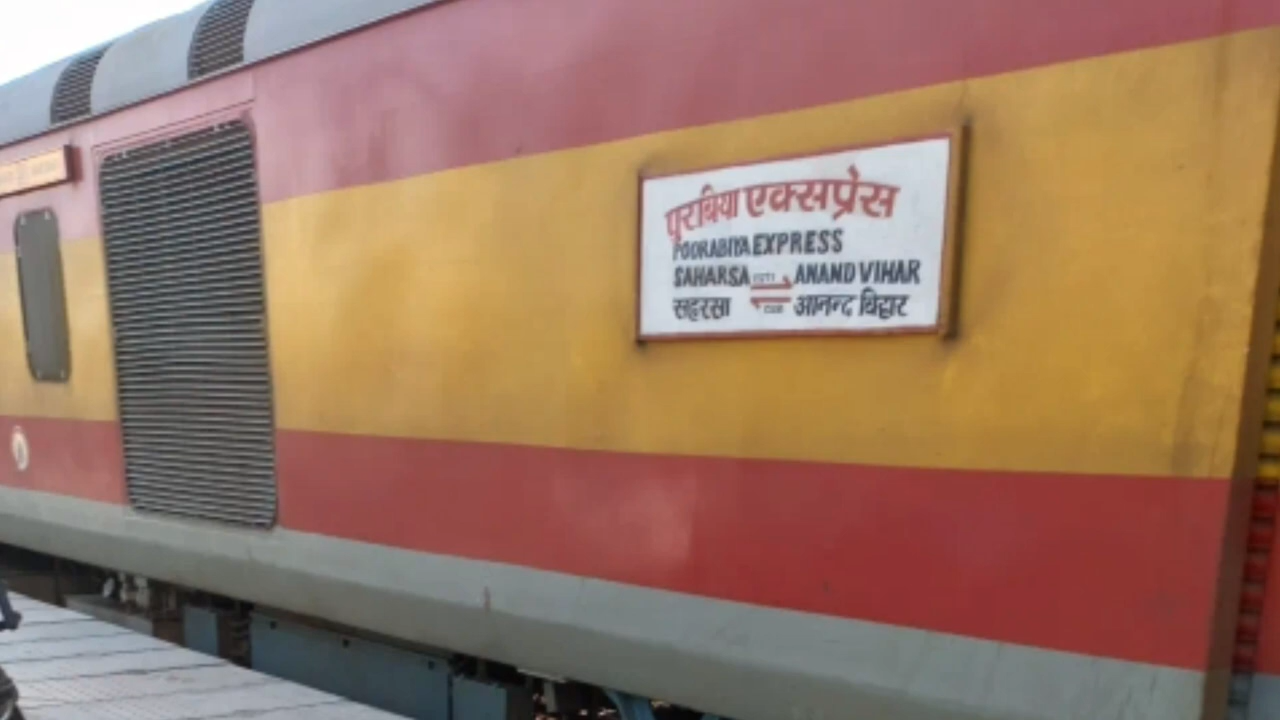 पूरबिया एक्सप्रेस
POORABIYA EXPRESS
SAHARSA ANAND VIHAR
सहरसा आनन्द विहार